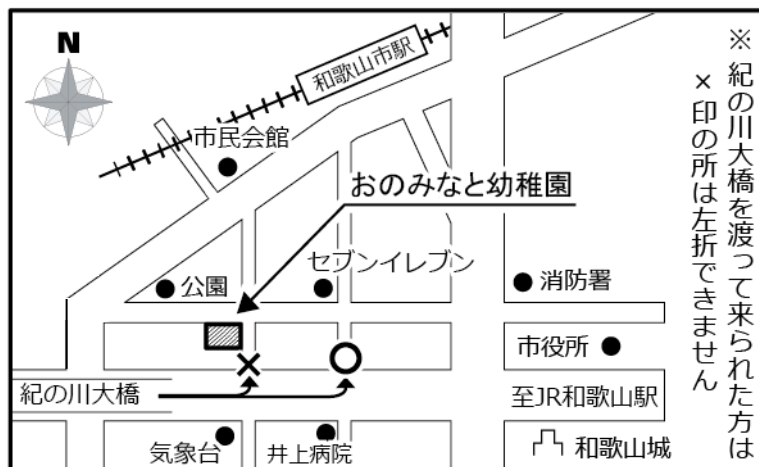 N
和歌山市駅
市民会館
おのみなと幼稚園
セブンイレブン
公園
消防署
市役所
紀の川大橋
至JR和歌山駅
気象台
井上病院
和歌山城
※紀の川大橋を渡って来られた方は
×印の所は左折できません